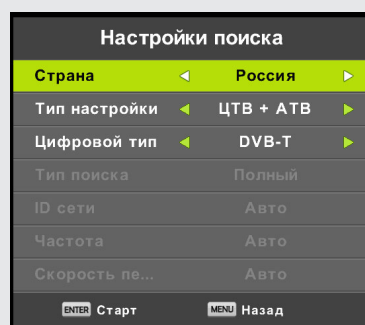 Настройки поиска
Страна Россия
Тип настройки ЦТВ + АТВ
Цифровой тип DVB-T
Тип поиска Полный
ID сети Авто
Частота Авто
Скорость пе... Авто
ENTER Старт MENU Назад